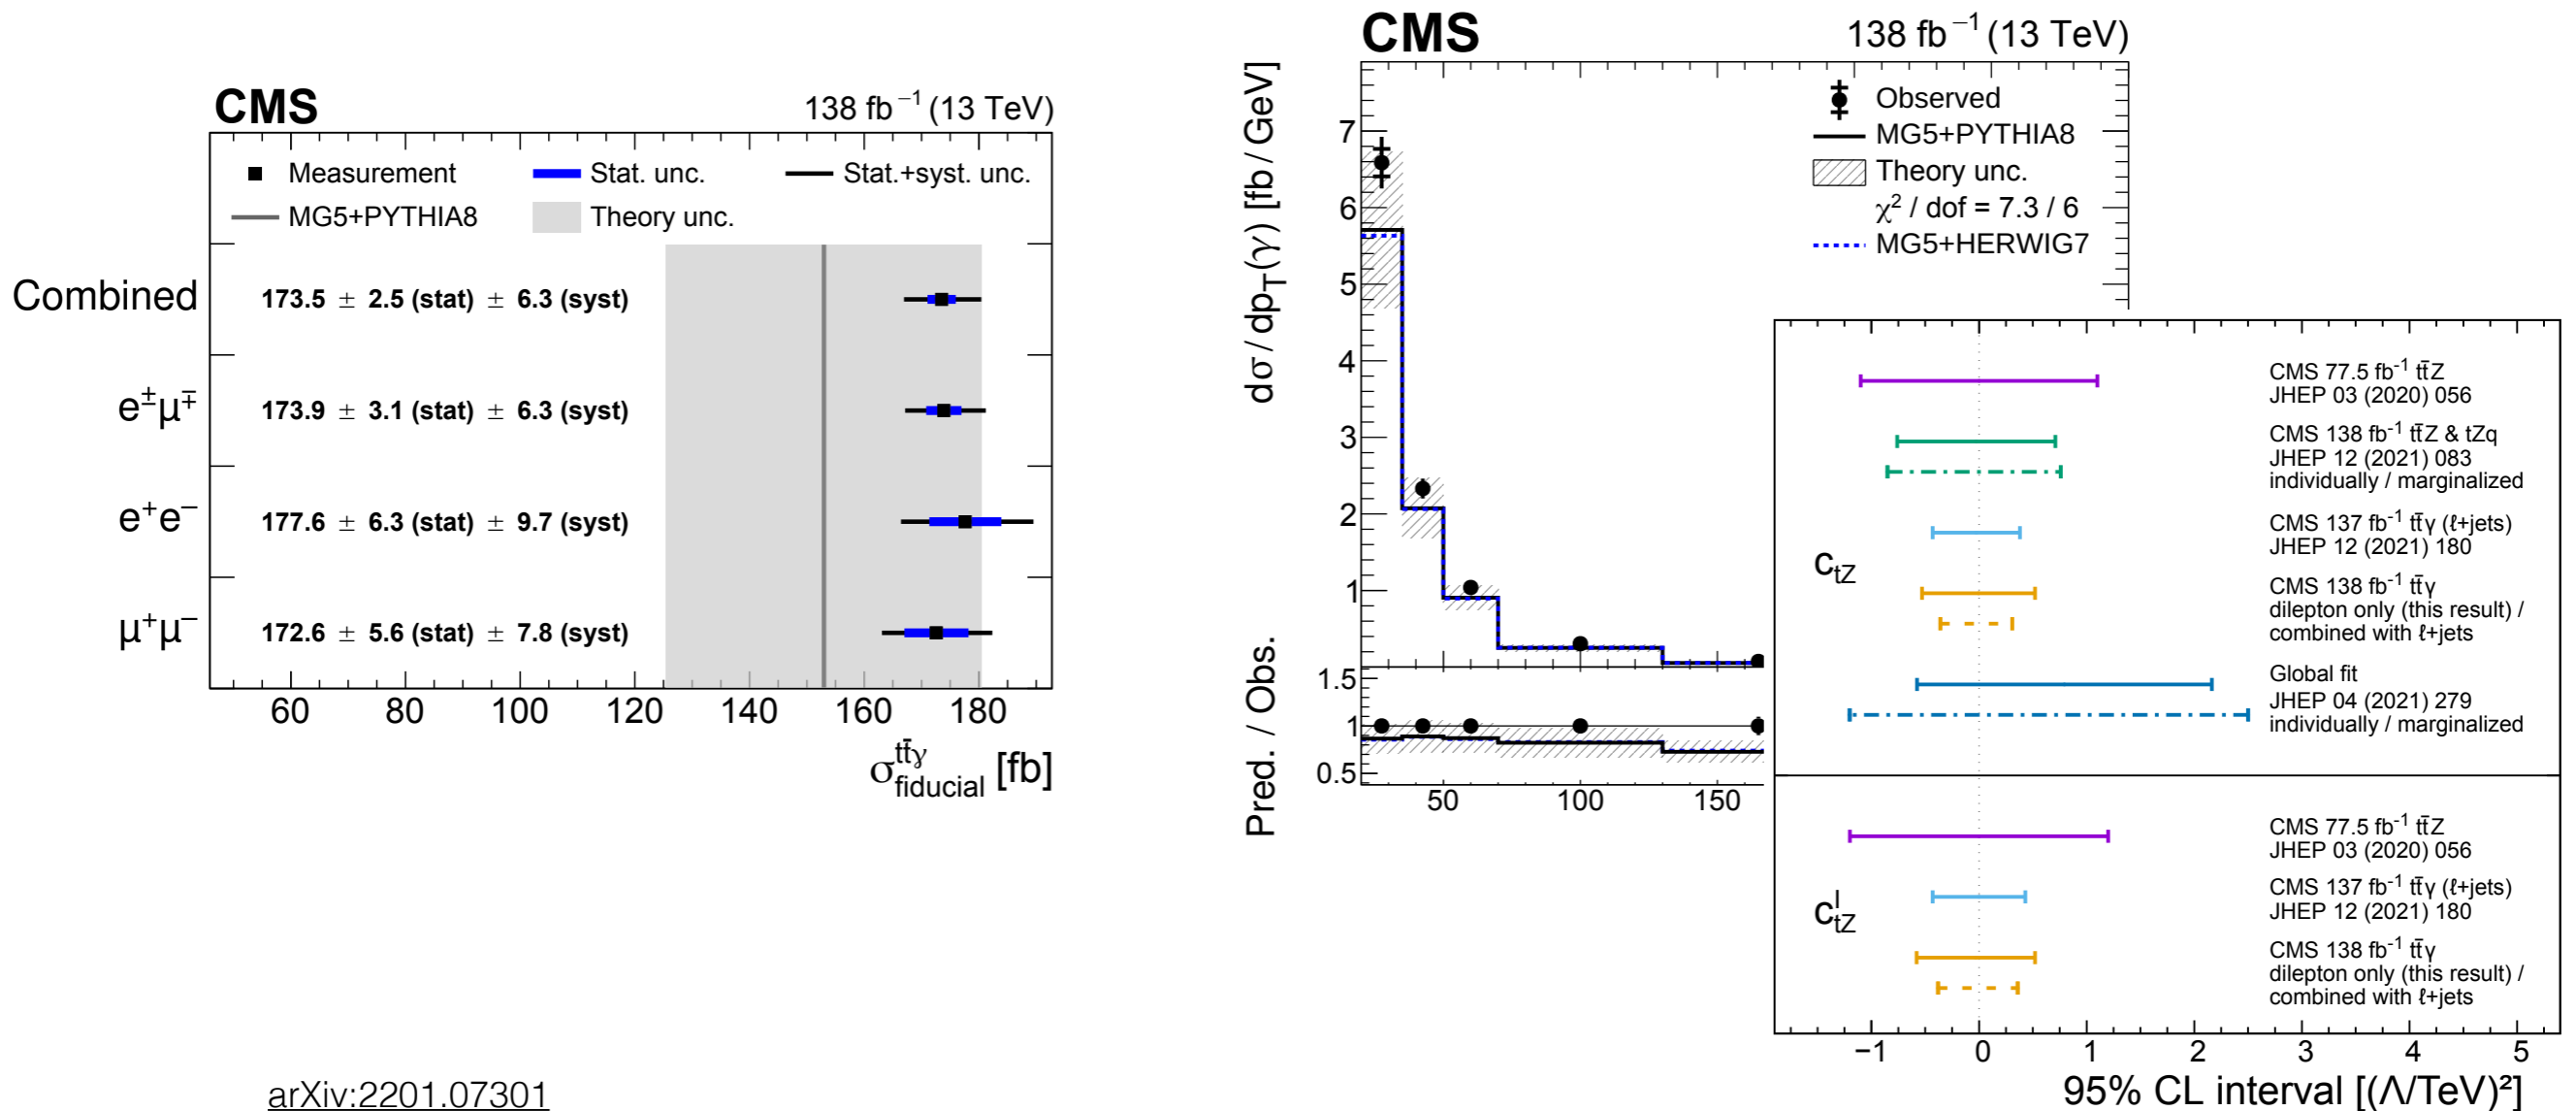 CMS
138 fb⁻¹ (13 TeV)
Measurement
Stat. unc.
Stat.+syst. unc.
MG5+PYTHIA8
Theory unc.
Combined
173.5 ± 2.5 (stat) ± 6.3 (syst)
e±μ∓
173.9 ± 3.1 (stat) ± 6.3 (syst)
e⁺e⁻
177.6 ± 6.3 (stat) ± 9.7 (syst)
μ⁺μ⁻
172.6 ± 5.6 (stat) ± 7.8 (syst)
60 80 100 120 140 160 180
σ tt̄γ fiducial [fb]
arXiv:2201.07301
CMS
138 fb⁻¹ (13 TeV)
dσ / dp_T(γ) [fb / GeV]
Observed
MG5+PYTHIA8
Theory unc.
χ² / dof = 7.3 / 6
MG5+HERWIG7
7
6
5
4
3
2
1
Pred. / Obs.
1.5
1
0.5
50 100 150
c_tZ
CMS 77.5 fb⁻¹ tt̄Z
JHEP 03 (2020) 056
CMS 138 fb⁻¹ tt̄Z & tZq
JHEP 12 (2021) 083
individually / marginalized
CMS 137 fb⁻¹ tt̄γ (ℓ+jets)
JHEP 12 (2021) 180
CMS 138 fb⁻¹ tt̄γ
dilepton only (this result) /
combined with ℓ+jets
Global fit
JHEP 04 (2021) 279
individually / marginalized
c^I_tZ
CMS 77.5 fb⁻¹ tt̄Z
JHEP 03 (2020) 056
CMS 137 fb⁻¹ tt̄γ (ℓ+jets)
JHEP 12 (2021) 180
CMS 138 fb⁻¹ tt̄γ
dilepton only (this result) /
combined with ℓ+jets
−1 0 1 2 3 4 5
95% CL interval [(Λ/TeV)²]